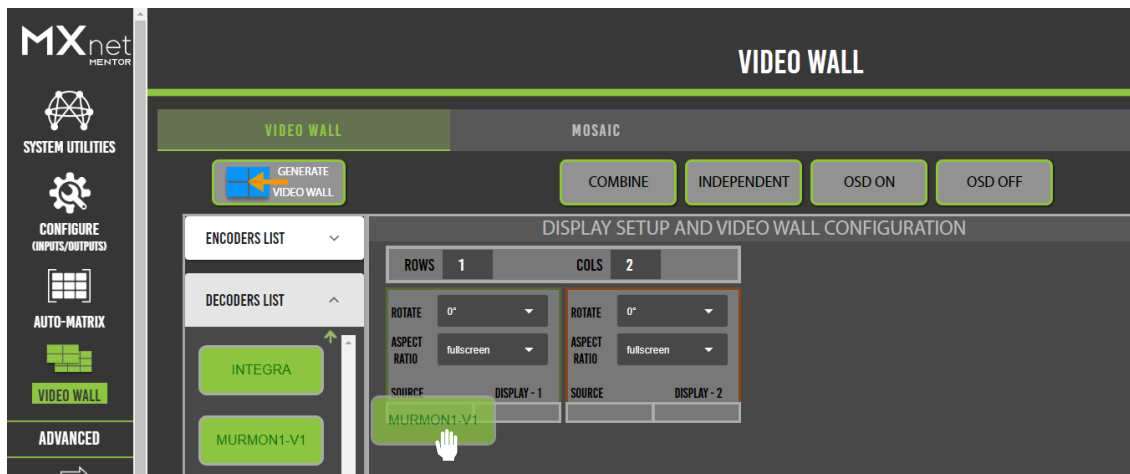 MXnet
MENTOR
SYSTEM UTILITIES
CONFIGURE
(INPUTS/OUTPUTS)
AUTO-MATRIX
VIDEO WALL
ADVANCED
VIDEO WALL
VIDEO WALL
MOSAIC
GENERATE
VIDEO WALL
COMBINE
INDEPENDENT
OSD ON
OSD OFF
ENCODERS LIST
DECODERS LIST
INTEGRA
MURMON1-V1
DISPLAY SETUP AND VIDEO WALL CONFIGURATION
ROWS 1 COLS 2
ROTATE 0°
ASPECT
RATIO
fullscreen
SOURCE DISPLAY - 1
MURMON1-V1
ROTATE 0°
ASPECT
RATIO
fullscreen
SOURCE DISPLAY - 2